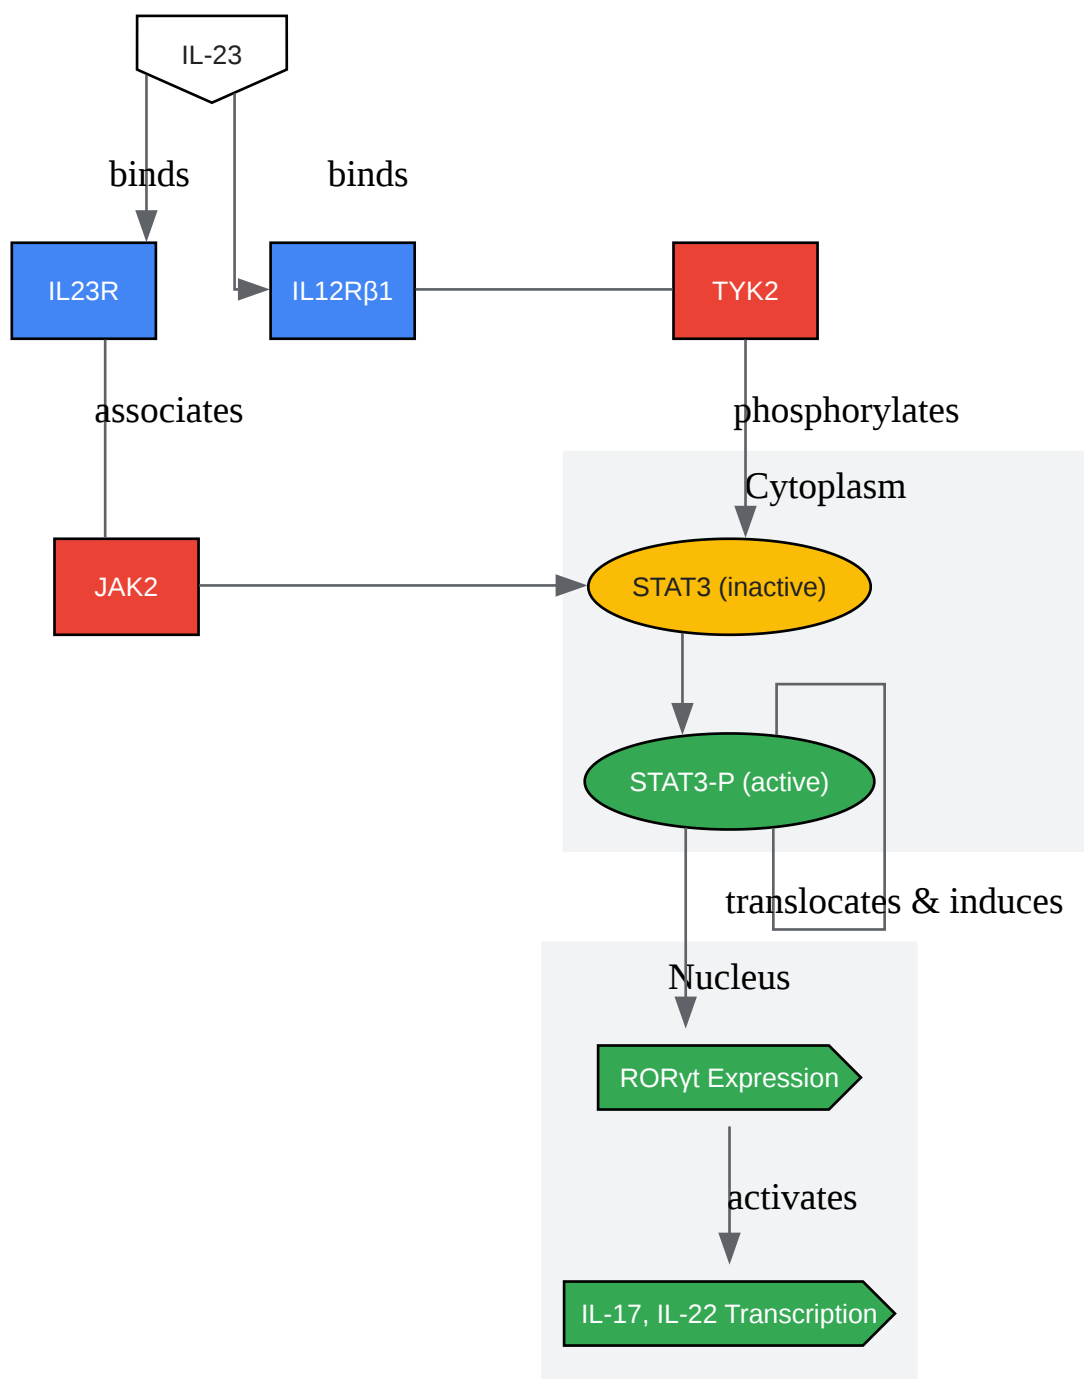 IL-23
binds
binds
IL23R
IL12Rβ1
TYK2
associates
phosphorylates
Cytoplasm
JAK2
STAT3 (inactive)
STAT3-P (active)
translocates & induces
Nucleus
RORγt Expression
activates
IL-17, IL-22 Transcription